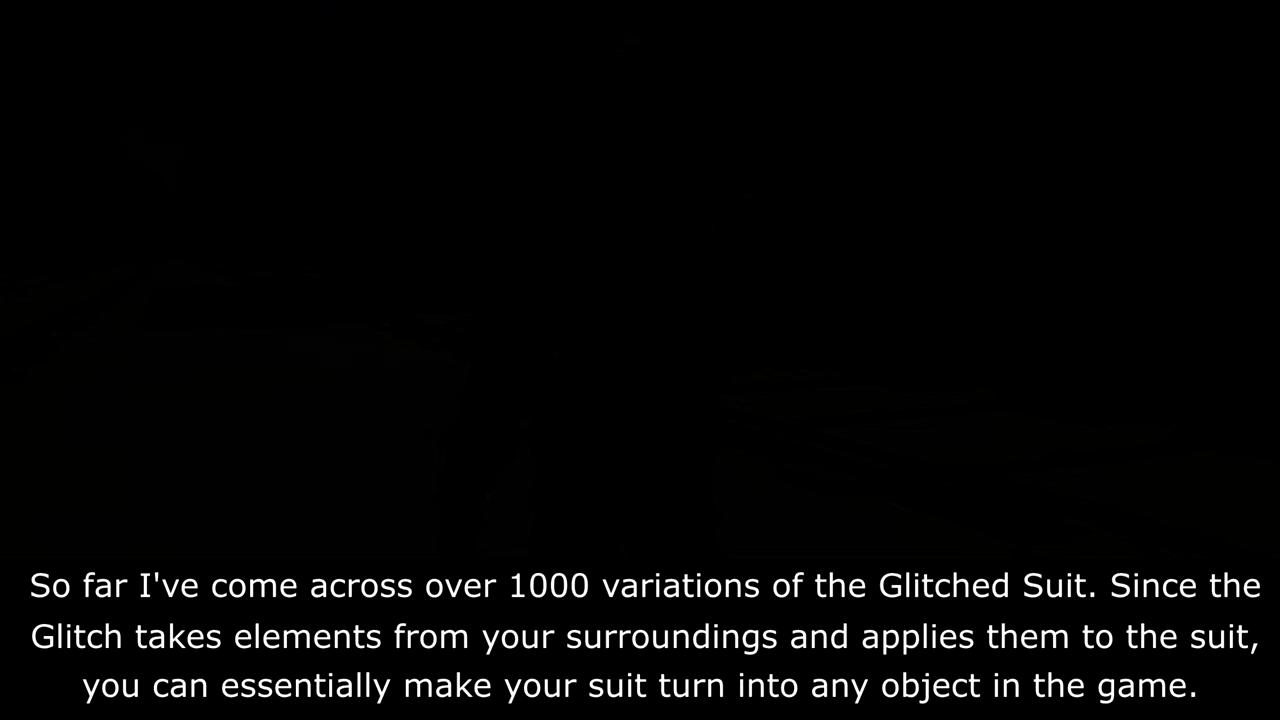 So far I've come across over 1000 variations of the Glitched Suit. Since the
Glitch takes elements from your surroundings and applies them to the suit,
you can essentially make your suit turn into any object in the game.